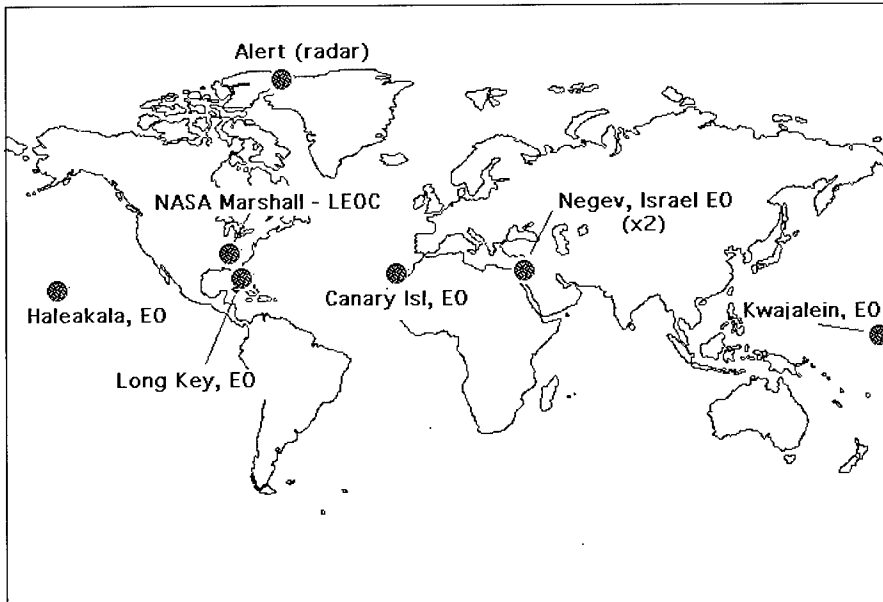 Alert (radar)
NASA Marshall - LEOC
Negev, Israel EO
(x2)
Haleakala, EO
Canary Isl, EO
Kwajalein, EO
Long Key, EO